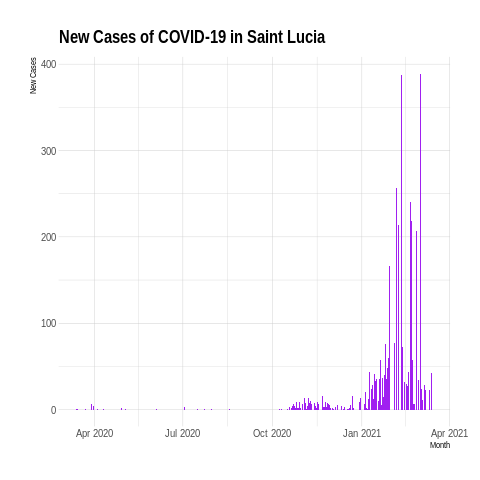 New Cases of COVID-19 in Saint Lucia
New Cases
400
300
200
100
0
Apr 2020 Jul 2020 Oct 2020 Jan 2021 Apr 2021
Month